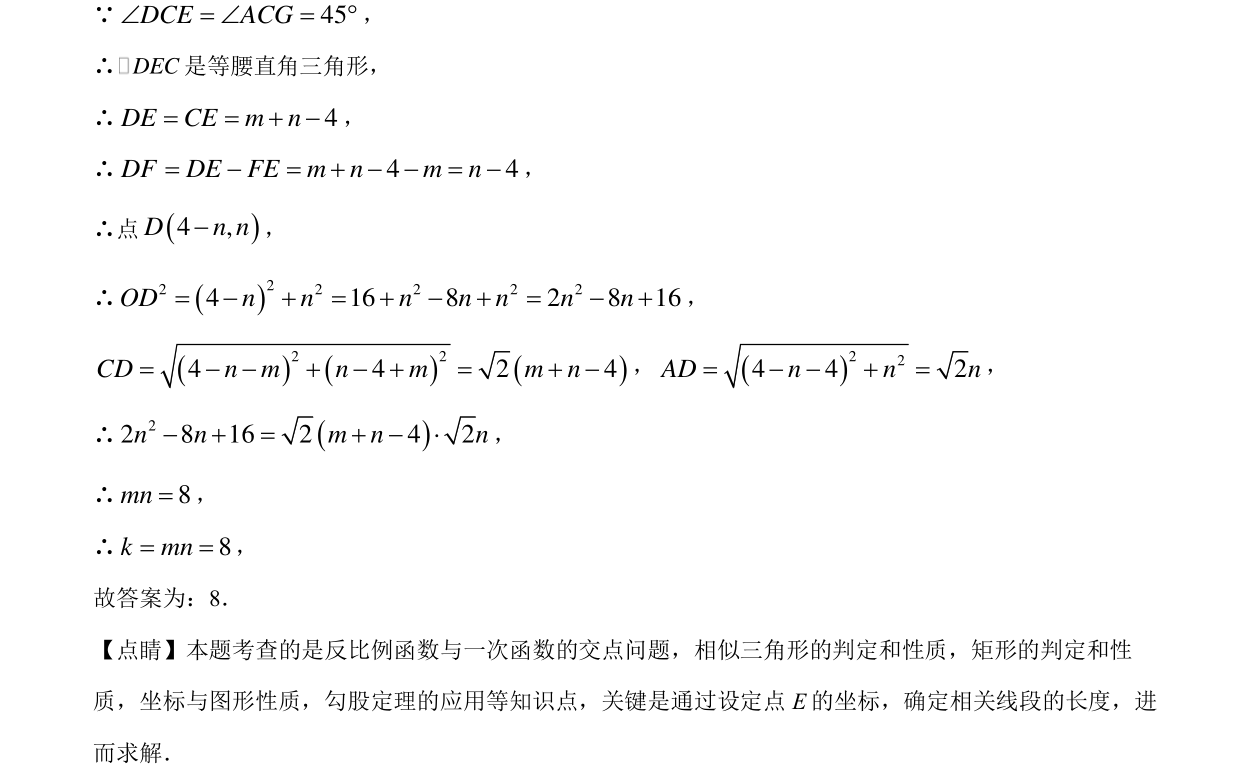 ∵ ∠DCE = ∠ACG = 45°，
∴ □DEC 是等腰直角三角形，
∴ DE = CE = m + n − 4，
∴ DF = DE − FE = m + n − 4 − m = n − 4，
∴点 D(4 − n, n)，
∴ OD² = (4 − n)² + n² = 16 + n² − 8n + n² = 2n² − 8n + 16，
CD = √((4 − n − m)² + (n − 4 + m)²) = √2(m + n − 4)， AD = √((4 − n − 4)² + n²) = √2n，
∴ 2n² − 8n + 16 = √2(m + n − 4)·√2n，
∴ mn = 8，
∴ k = mn = 8，
故答案为：8．
【点睛】本题考查的是反比例函数与一次函数的交点问题，相似三角形的判定和性质，矩形的判定和性
质，坐标与图形性质，勾股定理的应用等知识点，关键是通过设定点 E 的坐标，确定相关线段的长度，进
而求解．